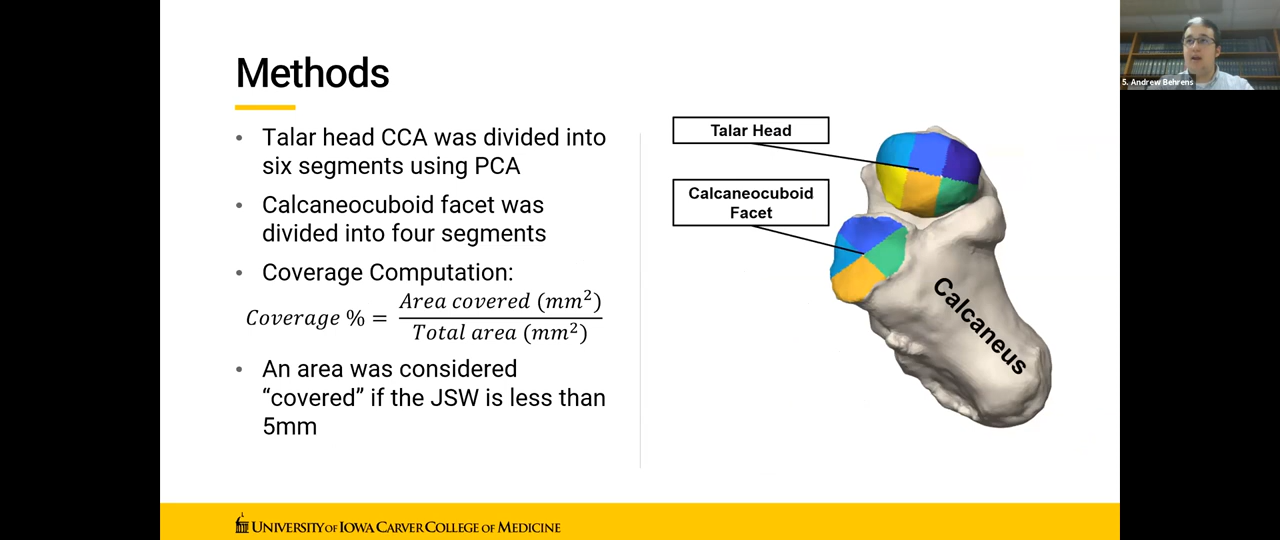 Methods
• Talar head CCA was divided into
six segments using PCA
• Calcaneocuboid facet was
divided into four segments
• Coverage Computation:
Coverage % = Area covered (mm²) / Total area (mm²)
• An area was considered
“covered” if the JSW is less than
5mm
Talar Head
Calcaneocuboid
Facet
Calcaneus
UNIVERSITY OF IOWA CARVER COLLEGE OF MEDICINE
5. Andrew Behrens